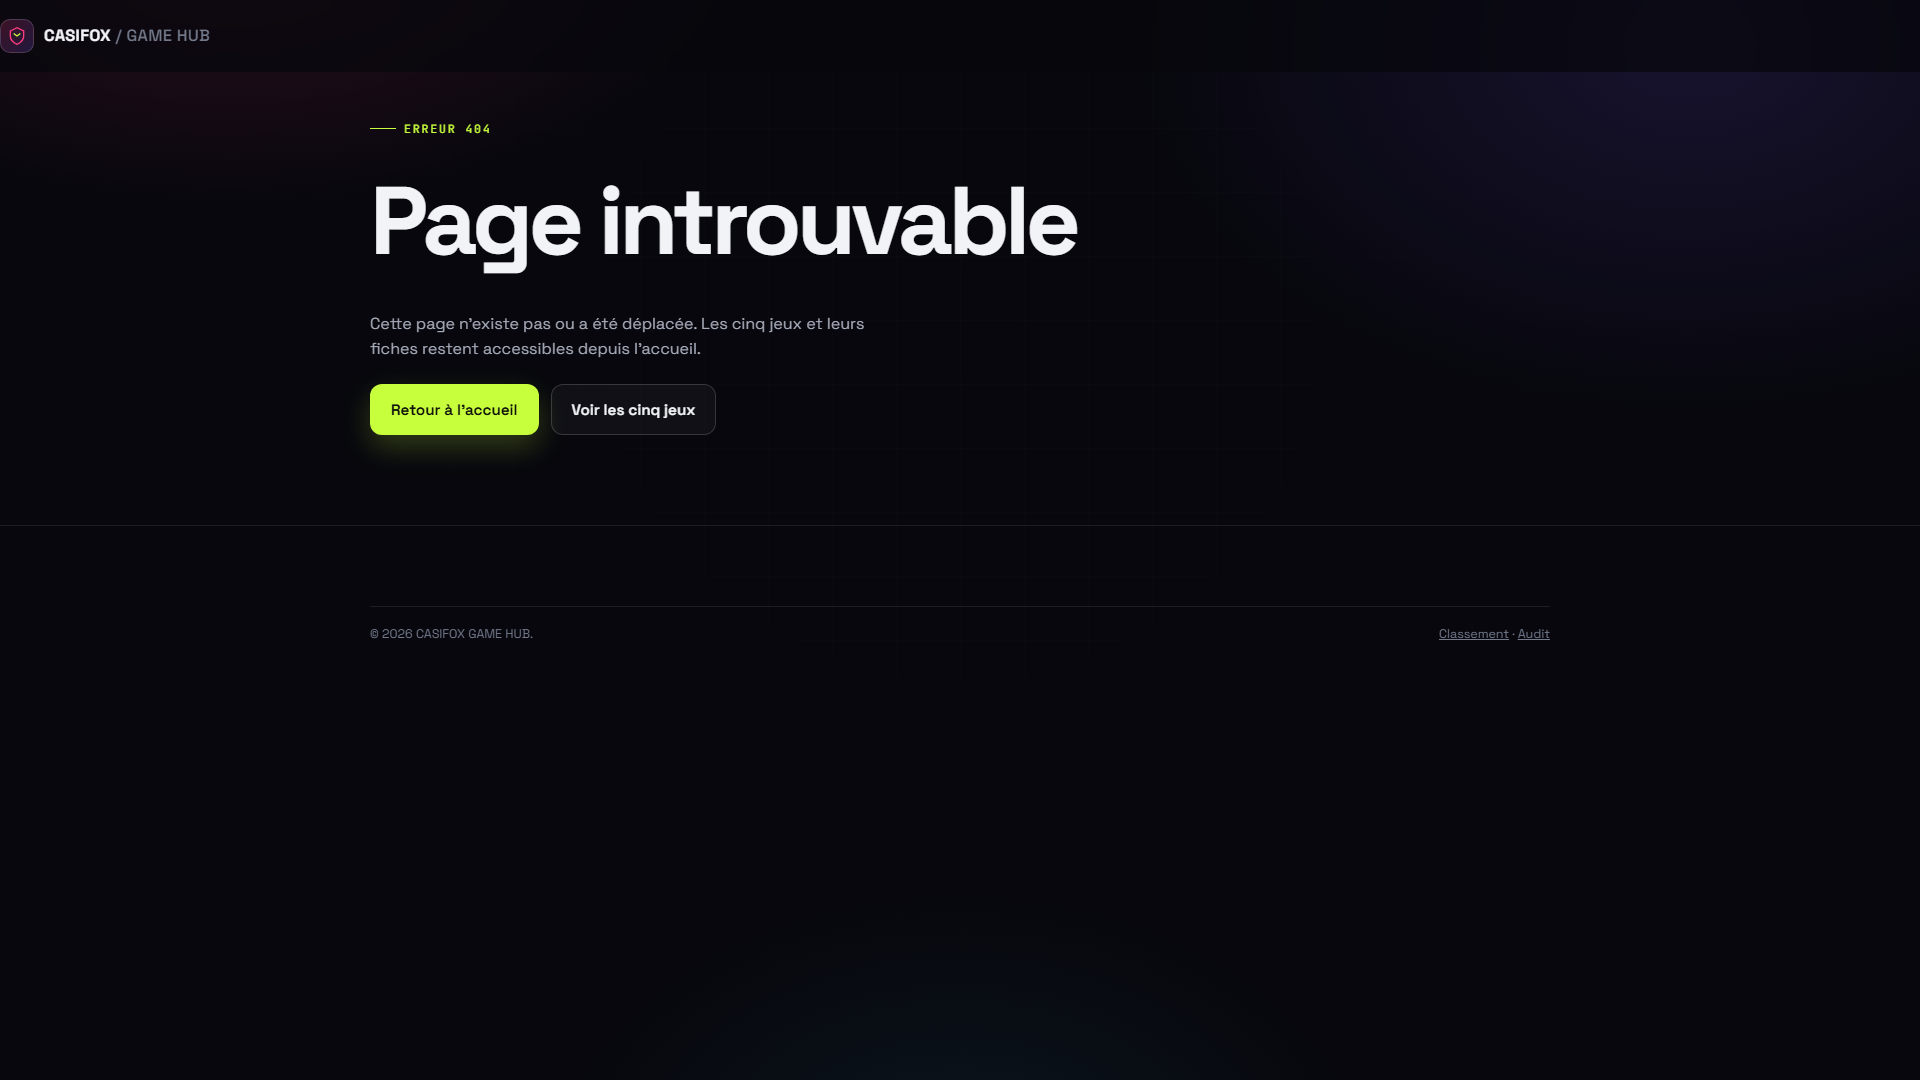 CASIFOX / GAME HUB
ERREUR 404
Page introuvable
Cette page n’existe pas ou a été déplacée. Les cinq jeux et leurs
fiches restent accessibles depuis l’accueil.
Retour à l’accueil
Voir les cinq jeux
© 2026 CASIFOX GAME HUB.
Classement · Audit